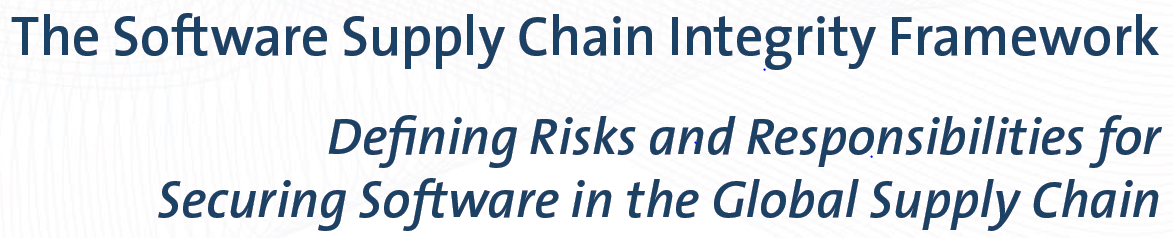 The Software Supply Chain Integrity Framework
Defining Risks and Responsibilities for
Securing Software in the Global Supply Chain